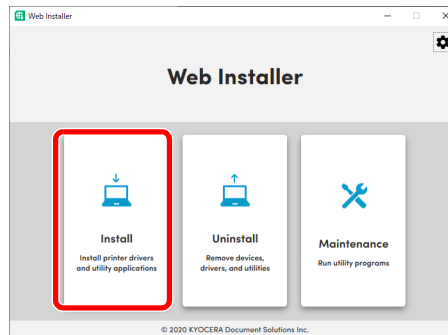 Web Installer
Web Installer
Install
Install printer drivers
and utility applications
Uninstall
Remove devices,
drivers, and utilities
Maintenance
Run utility programs
© 2020 KYOCERA Document Solutions Inc.